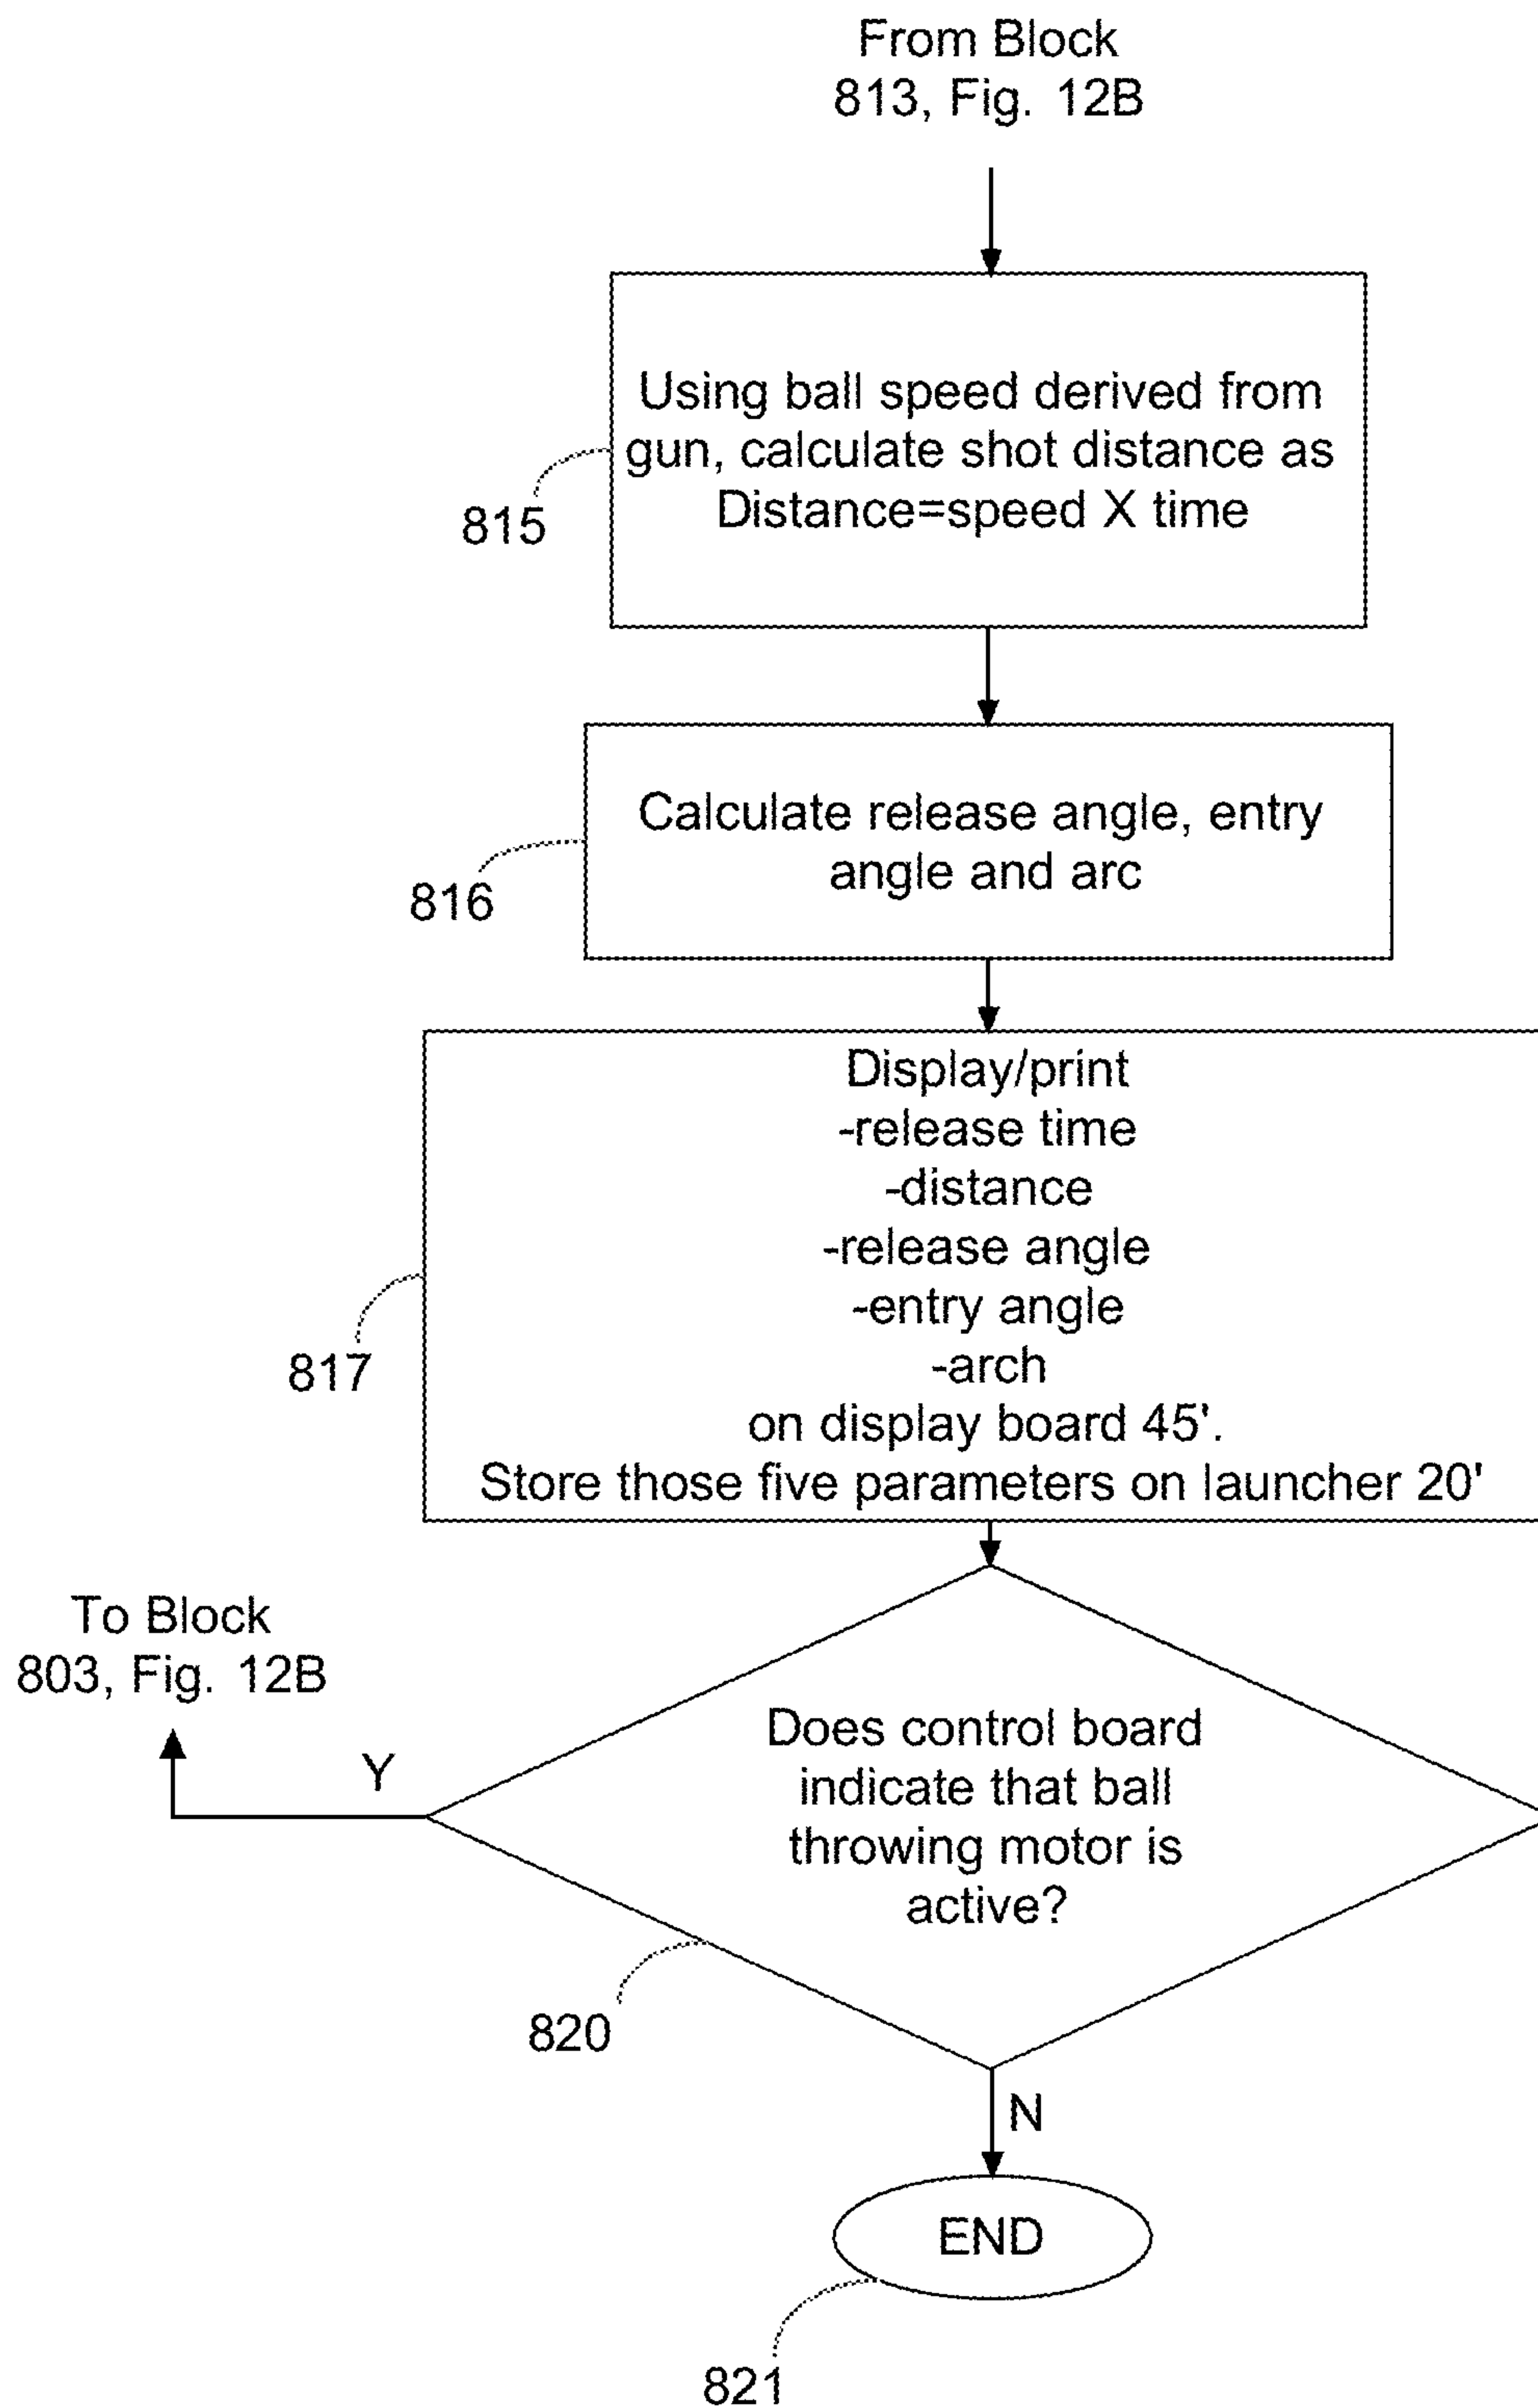 From Block
813, Fig. 12B
Using ball speed derived from
gun, calculate shot distance as
Distance=speed X time
815
Calculate release angle, entry
angle and arc
816
Display/print
-release time
-distance
-release angle
-entry angle
-arch
on display board 45'.
Store those five parameters on launcher 20'
817
To Block
803, Fig. 12B
Y
Does control board
indicate that ball
throwing motor is
active?
820
N
END
821